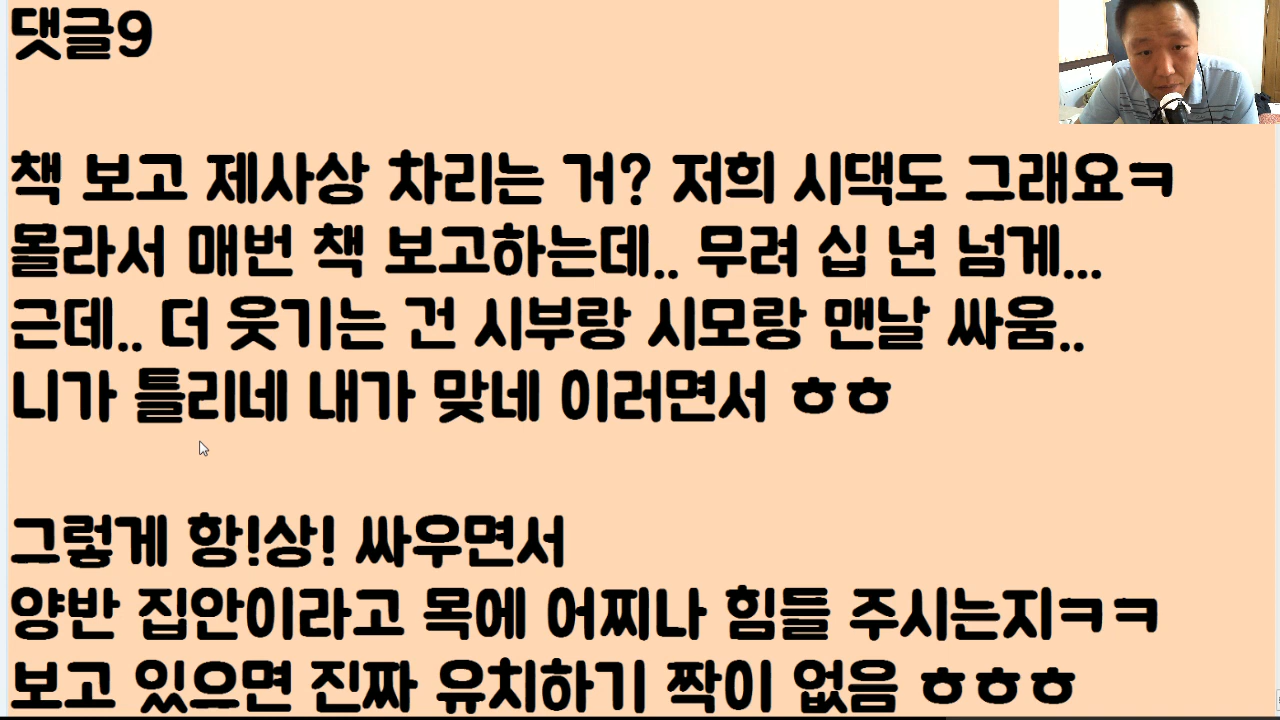 댓글9
책 보고 제사상 차리는 거? 저희 시댁도 그래요ㅋ
몰라서 매번 책 보고하는데.. 무려 십 년 넘게...
근데.. 더 웃기는 건 시부랑 시모랑 맨날 싸움..
니가 틀리네 내가 맞네 이러면서 ㅎㅎ
그렇게 항!상! 싸우면서
양반 집안이라고 목에 어찌나 힘들 주시는지ㅋㅋ
보고 있으면 진짜 유치하기 짝이 없음 ㅎㅎㅎ